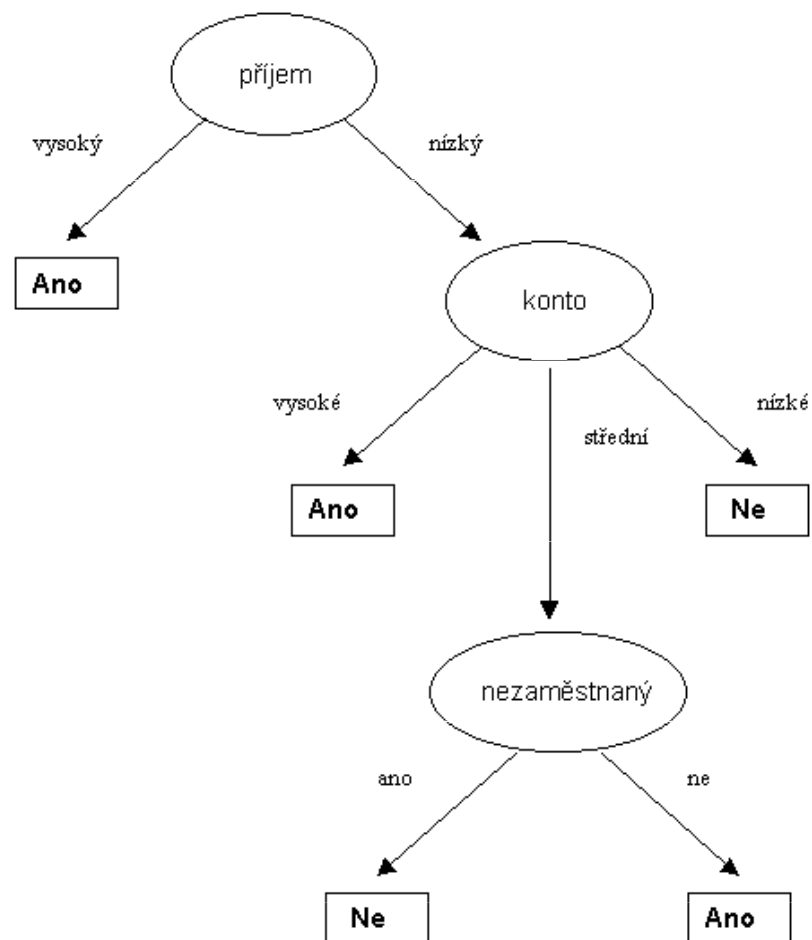 příjem
vysoký
nízký
Ano
konto
vysoké
nízké
střední
Ano
Ne
nezaměstnaný
ano
ne
Ne
Ano